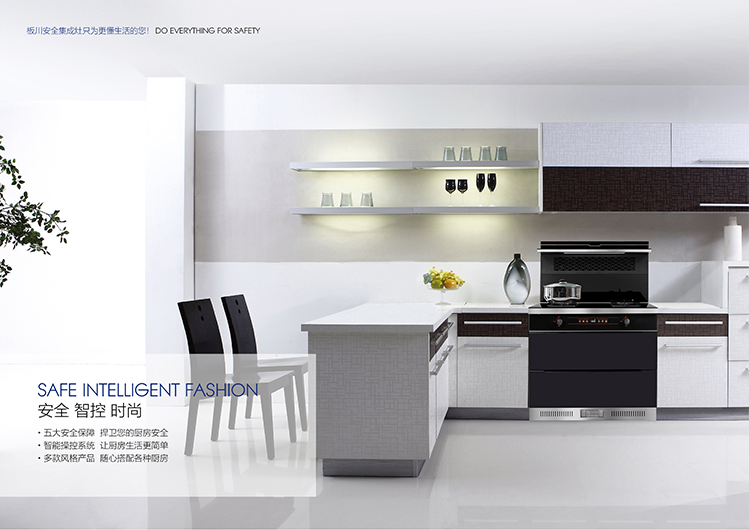 板川安全集成灶只为更懂生活的您! DO EVERYTHING FOR SAFETY
SAFE INTELLIGENT FASHION
安全 智控 时尚
• 五大安全保障 捍卫您的厨房安全
• 智能操控系统 让厨房生活更简单
• 多款风格产品 随心搭配各种厨房